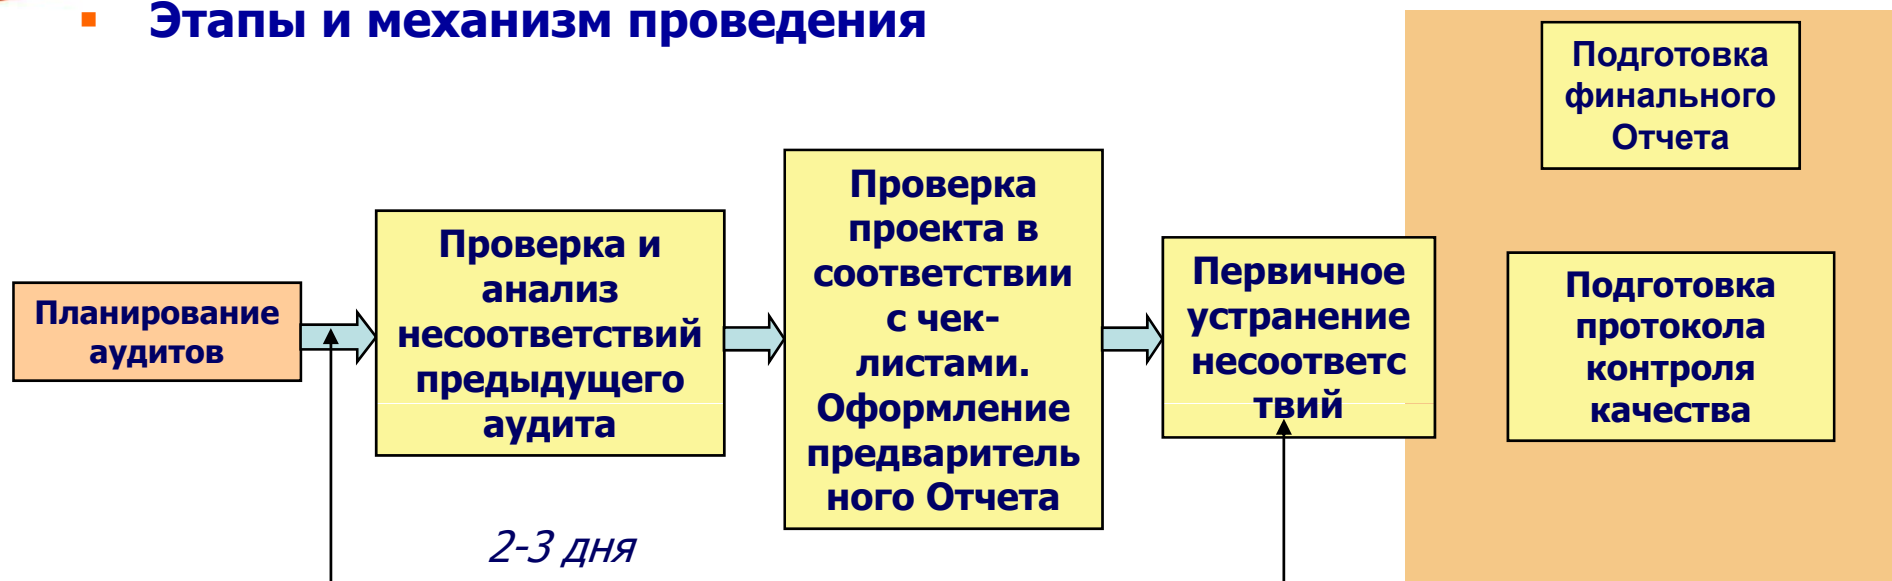 Этапы и механизм проведения
Планирование
аудитов
Проверка и
анализ
несоответствий
предыдущего
аудита
Проверка
проекта в
соответствии
с чек-
листами.
Оформление
предваритель
ного Отчета
Первичное
устранение
несоответс
твий
Подготовка
финального
Отчета
Подготовка
протокола
контроля
качества
2-3 дня